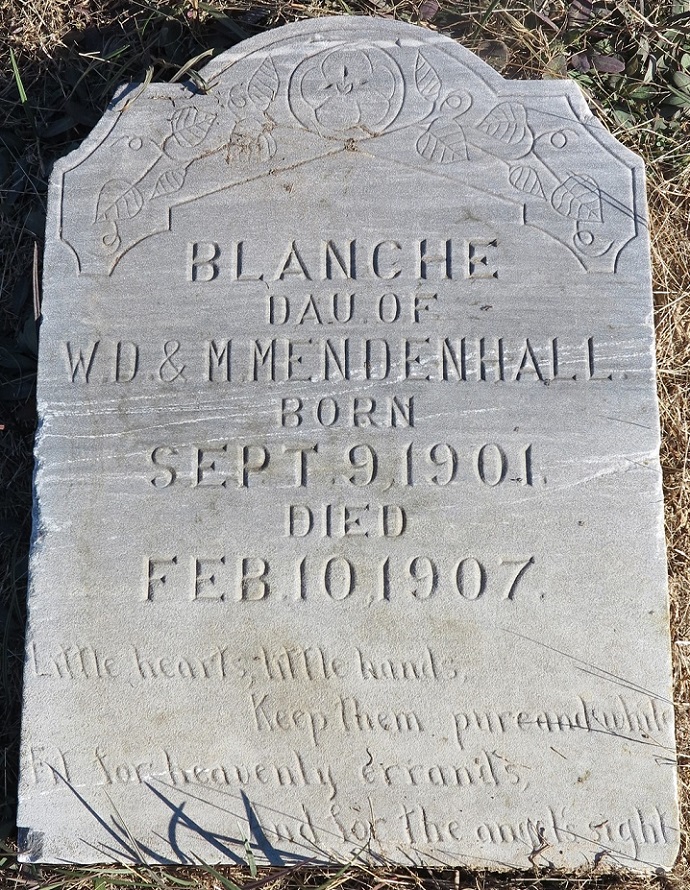 BLANCHE
DAU. OF
W.D. & M. MENDENHALL.
BORN
SEPT. 9, 1901.
DIED
FEB. 10, 1907.
Little hearts, little hands,
Keep them pure and white
Fit for heavenly errands,
And for the angel's sight